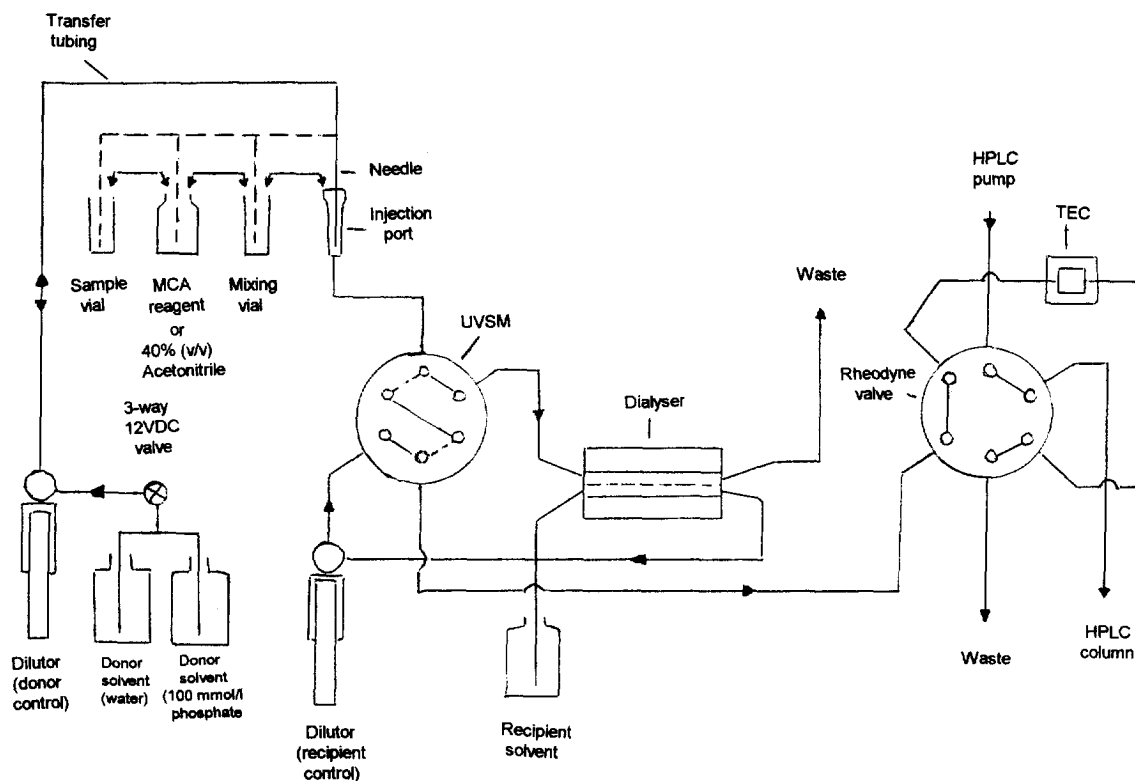 Transfer
tubing
Needle
Injection
port
Sample
vial
MCA
reagent
or
40% (v/v)
Acetonitrile
Mixing
vial
3-way
12VDC
valve
UVSM
Waste
HPLC
pump
TEC
Rheodyne
valve
Dialyser
Dilutor
(donor
control)
Donor
solvent
(water)
Donor
solvent
(100 mmol/l
phosphate
Dilutor
(recipient
control)
Recipient
solvent
Waste
HPLC
column